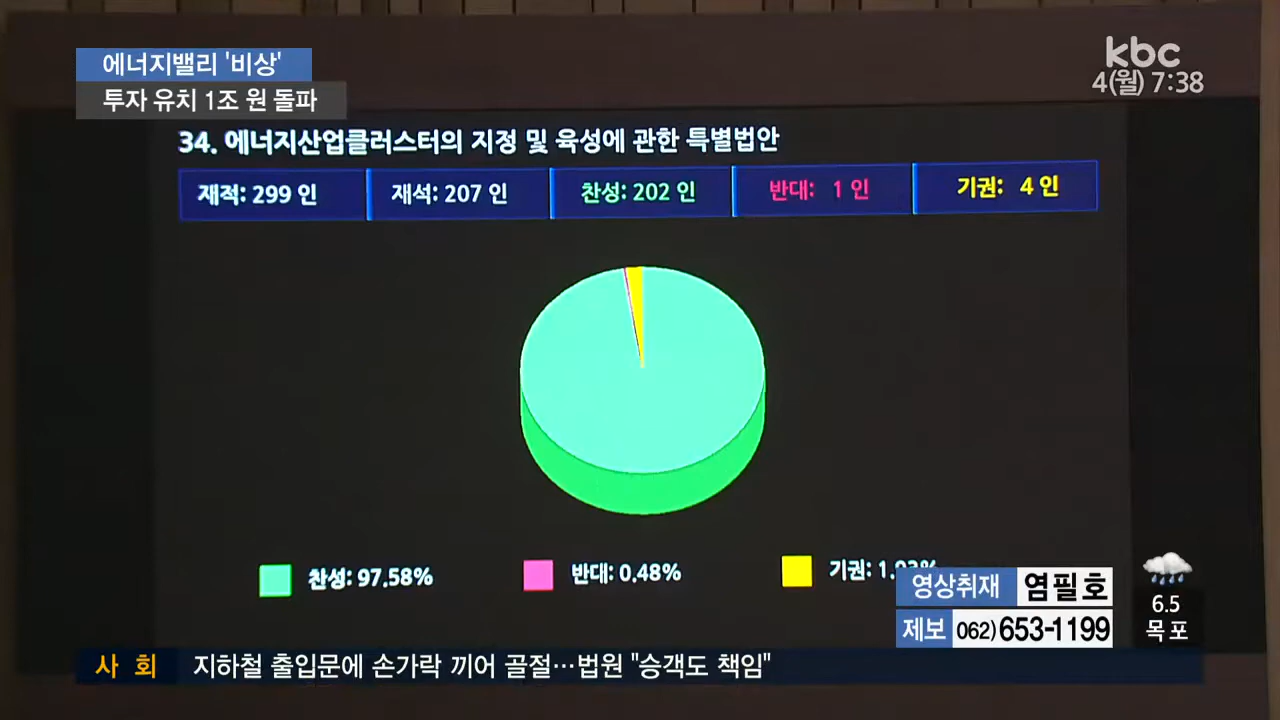 에너지밸리 '비상'
투자 유치 1조 원 돌파
kbc
4(월) 7:38
34. 에너지산업클러스터의 지정 및 육성에 관한 특별법안
재적: 299 인 재석: 207 인 찬성: 202 인 반대: 1 인 기권: 4 인
찬성: 97.58% 반대: 0.48% 기권: 1.93%
영상취재 염필호
제보 062)653-1199
6.5
목포
사회 지하철 출입문에 손가락 끼어 골절…법원 "승객도 책임"